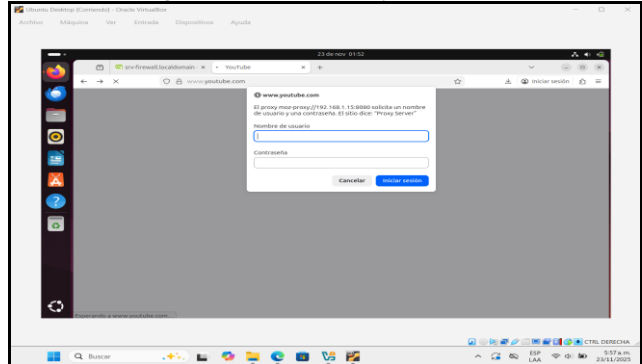 Ubuntu Desktop [Corriendo] - Oracle VirtualBox
Archivo Máquina Ver Entrada Dispositivos Ayuda
23 de nov 01:52
srv-firewall.localdomain - × YouTube × +
www.youtube.com Iniciar sesión
www.youtube.com
El proxy moz-proxy://192.168.1.15:8080 solicita un nombre
de usuario y una contraseña. El sitio dice: "Proxy Server"
Nombre de usuario
Contraseña
Cancelar Iniciar sesión
Esperando a www.youtube.com...
CTRL DERECHA
Buscar
ESP
LAA
5:57 a.m.
23/11/2025